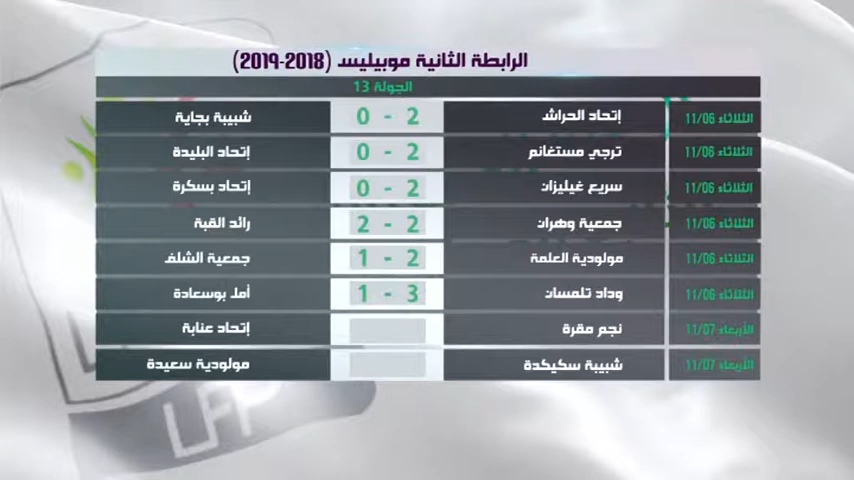 الرابطة الثانية موبيليس (2018-2019)
الجولة 13
الثلاثاء 11/06 إتحاد الحراش 2 - 0 شبيبة بجاية
الثلاثاء 11/06 ترجي مستغانم 2 - 0 إتحاد البليدة
الثلاثاء 11/06 سريع غيليزان 2 - 0 إتحاد بسكرة
الثلاثاء 11/06 جمعية وهران 2 - 2 رائد القبة
الثلاثاء 11/06 مولودية العلمة 2 - 1 جمعية الشلف
الثلاثاء 11/06 وداد تلمسان 3 - 1 أمل بوسعادة
الأربعاء 11/07 نجم مقرة إتحاد عنابة
الأربعاء 11/07 شبيبة سكيكدة مولودية سعيدة
LFP